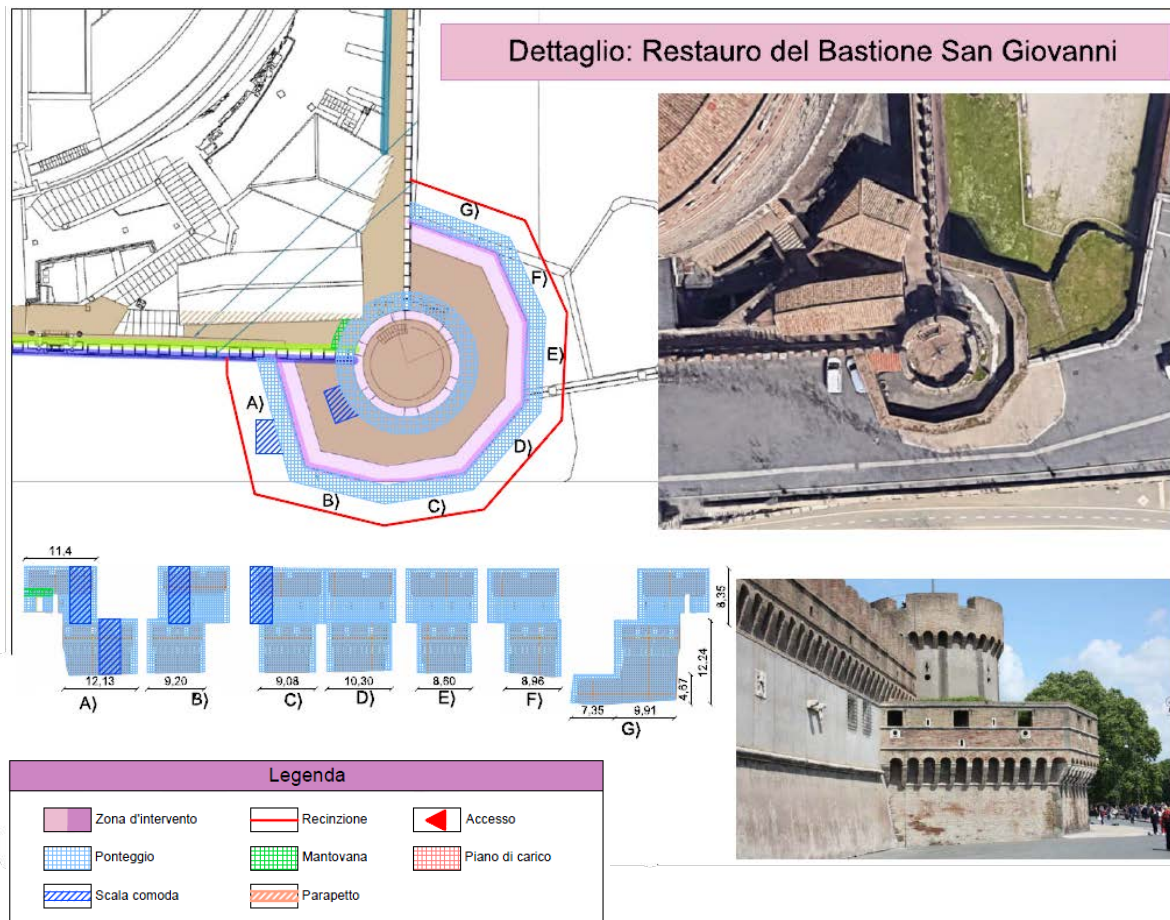 Dettaglio: Restauro del Bastione San Giovanni
G)
F)
E)
A)
D)
B)
C)
11,4
8,35
12,24
4,67
12,13
9,20
9,08
10,30
8,60
8,96
7,35
9,91
A)
B)
C)
D)
E)
F)
G)
Legenda
Zona d'intervento
Recinzione
Accesso
Ponteggio
Mantovana
Piano di carico
Scala comoda
Parapetto